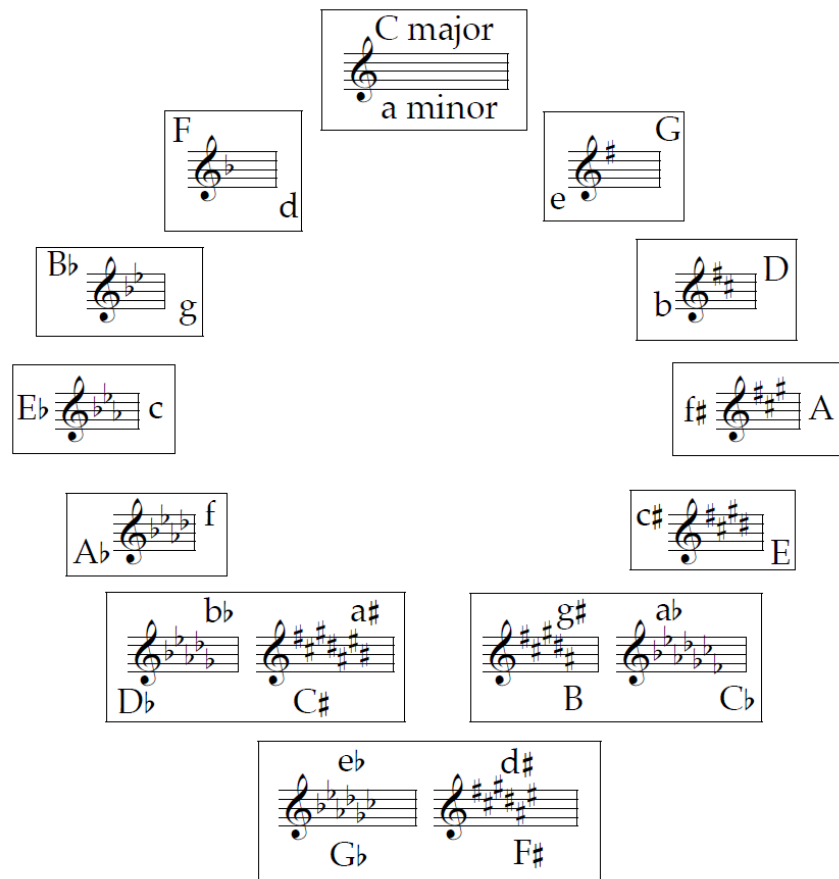 C major
a minor
F
d
G
e
B♭
g
D
b
E♭
c
f♯
A
A♭
f
c♯
E
b♭
D♭
a♯
C♯
g♯
B
a♭
C♭
e♭
G♭
d♯
F♯